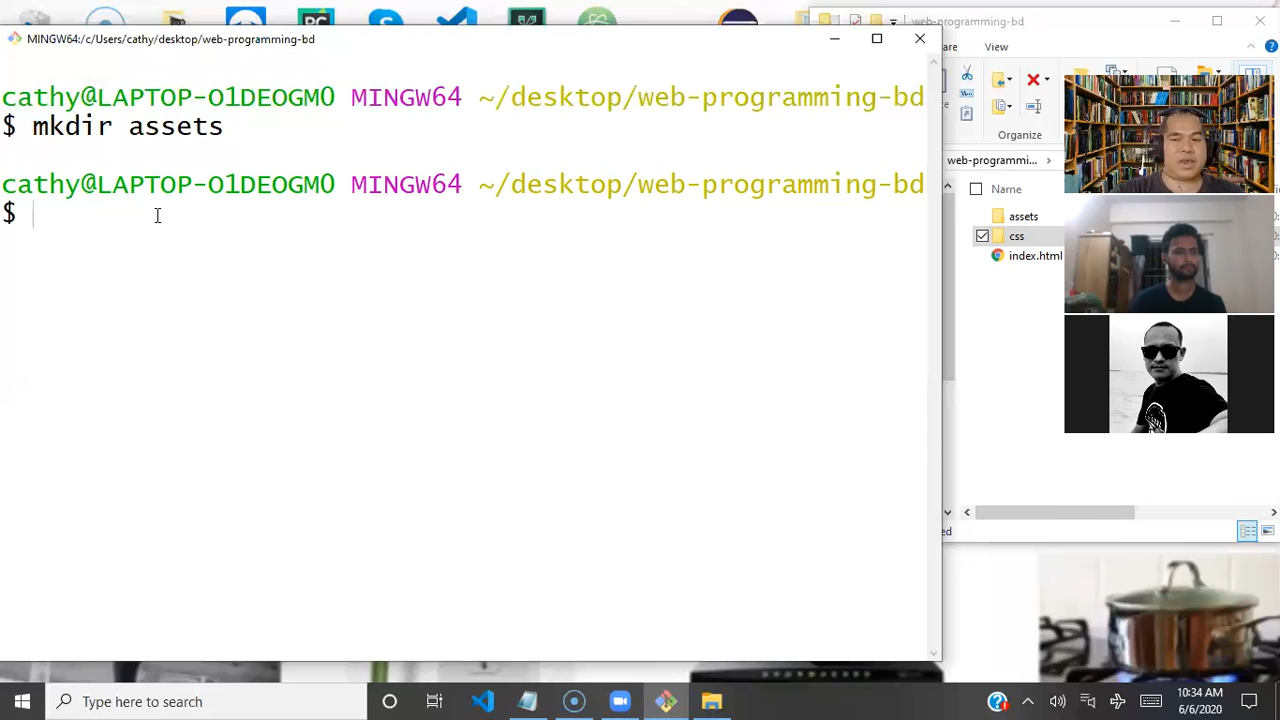 web-programming-bd
MINGW64:/c/Users/cathy/desktop/web-programming-bd
are
View
cathy@LAPTOP-O1DEOGM0 MINGW64 ~/desktop/web-programming-bd
$ mkdir assets
Organize
web-programmi...
cathy@LAPTOP-O1DEOGM0 MINGW64 ~/desktop/web-programming-bd
$
Name
assets
css
index.html
ed
Type here to search
10:34 AM
6/6/2020